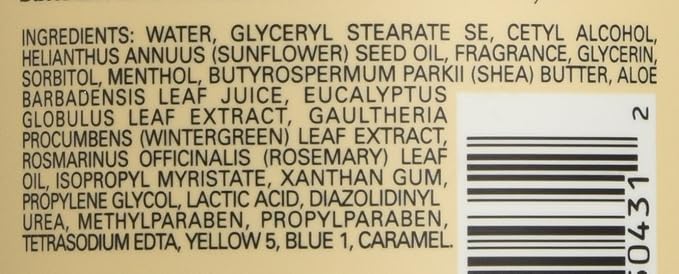 INGREDIENTS: WATER, GLYCERYL STEARATE SE, CETYL ALCOHOL,
HELIANTHUS ANNUUS (SUNFLOWER) SEED OIL, FRAGRANCE, GLYCERIN,
SORBITOL, MENTHOL, BUTYROSPERMUM PARKII (SHEA) BUTTER, ALOE
BARBADENSIS LEAF JUICE, EUCALYPTUS
GLOBULUS LEAF EXTRACT, GAULTHERIA
PROCUMBENS (WINTERGREEN) LEAF EXTRACT,
ROSMARINUS OFFICINALIS (ROSEMARY) LEAF
OIL, ISOPROPYL MYRISTATE, XANTHAN GUM,
PROPYLENE GLYCOL, LACTIC ACID, DIAZOLIDINYL
UREA, METHYLPARABEN, PROPYLPARABEN,
TETRASODIUM EDTA, YELLOW 5, BLUE 1, CARAMEL.
2
0431